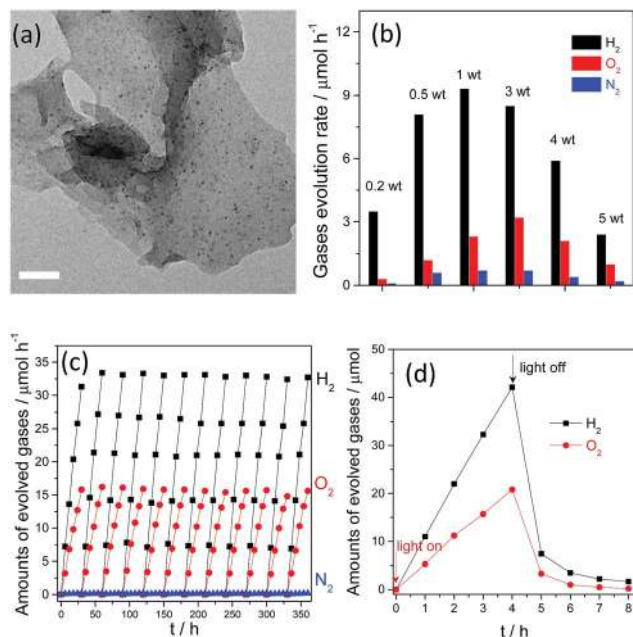 (a)
(b)
Gases evolution rate / μmol h⁻¹
12
9
6
3
0
0.2 wt
0.5 wt
1 wt
3 wt
4 wt
5 wt
H₂
O₂
N₂
(c)
Amounts of evolved gases / μmol h⁻¹
35
30
25
20
15
10
5
0
H₂
O₂
N₂
0 50 100 150 200 250 300 350
t / h
(d)
Amounts of evolved gases / μmol
50
40
30
20
10
0
light off
H₂
O₂
light on
0 1 2 3 4 5 6 7 8
t / h